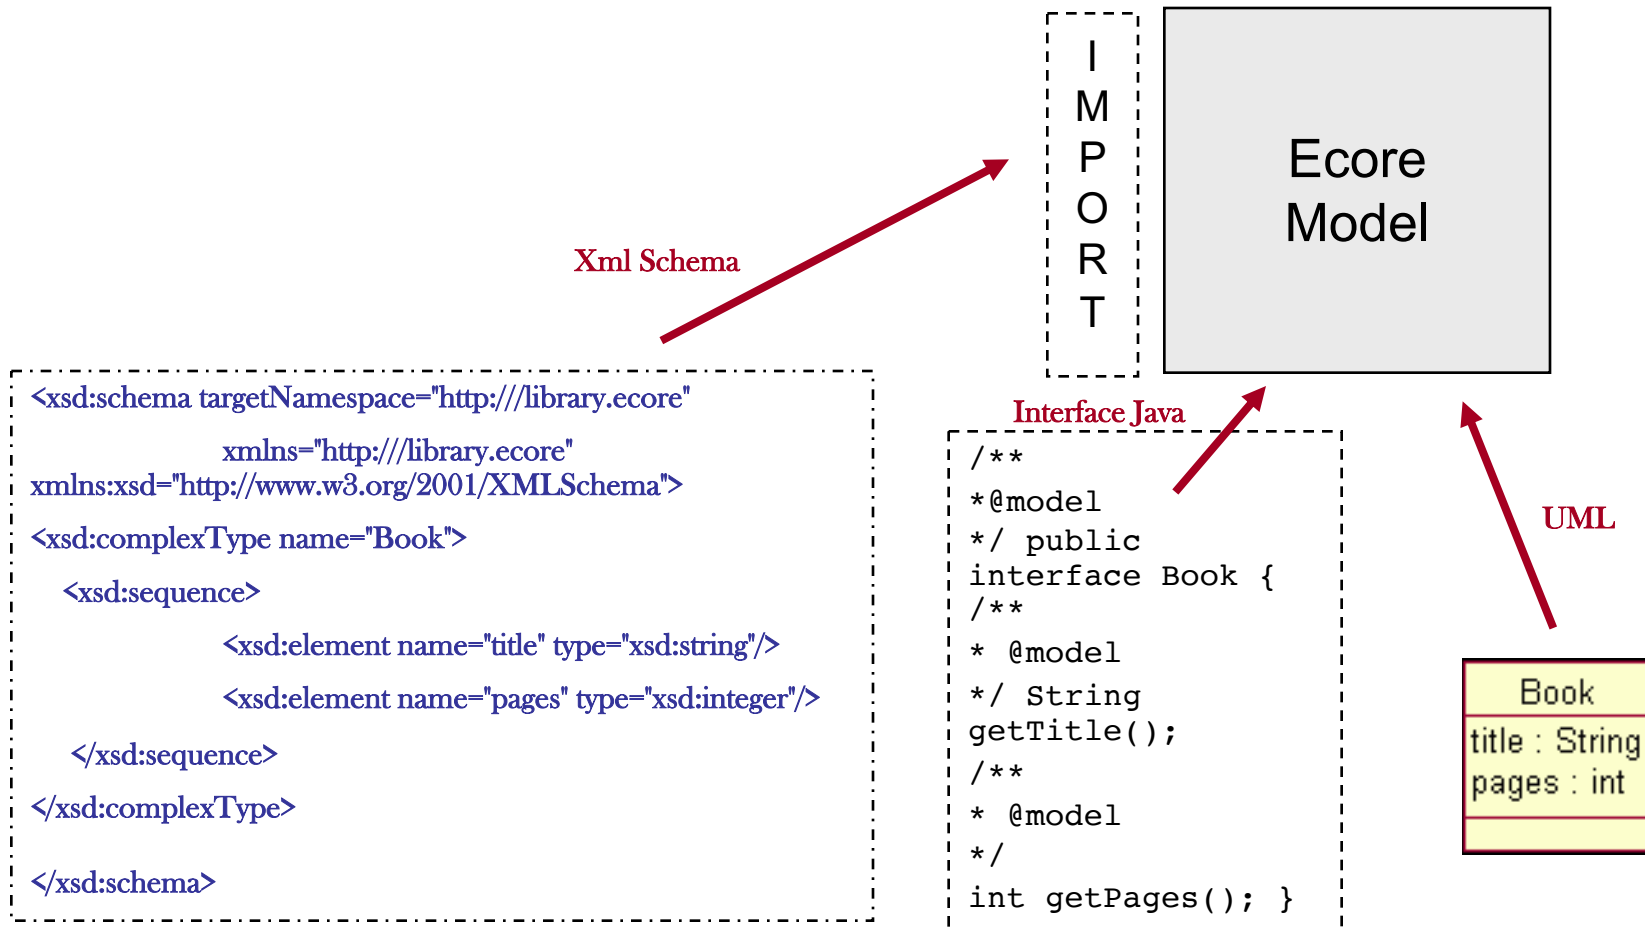 I
M
P
O
R
T
Ecore
Model
Xml Schema
<xsd:schema targetNamespace="http:///library.ecore"
xmlns="http:///library.ecore"
xmlns:xsd="http://www.w3.org/2001/XMLSchema">
<xsd:complexType name="Book">
<xsd:sequence>
<xsd:element name="title" type="xsd:string"/>
<xsd:element name="pages" type="xsd:integer"/>
</xsd:sequence>
</xsd:complexType>
</xsd:schema>
Interface Java
/**
*@model
*/ public
interface Book {
/**
* @model
*/ String
getTitle();
/**
* @model
*/
int getPages(); }
UML
Book
title : String
pages : int